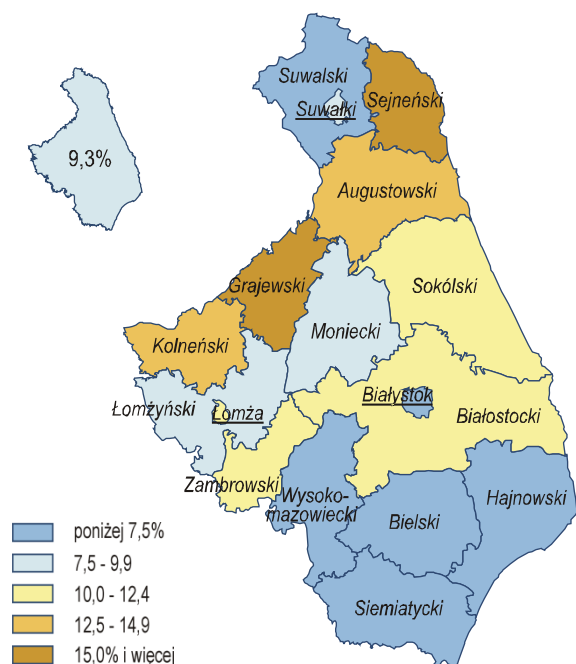 Suwalski
Suwałki
Sejneński
9,3%
Augustowski
Grajewski
Sokólski
Moniecki
Kolneński
Białystok
Łomżyński
Łomża
Białostocki
Zambrowski
Wysoko-
mazowiecki
Hajnowski
Bielski
Siemiatycki
poniżej 7,5%
7,5 - 9,9
10,0 - 12,4
12,5 - 14,9
15,0% i więcej